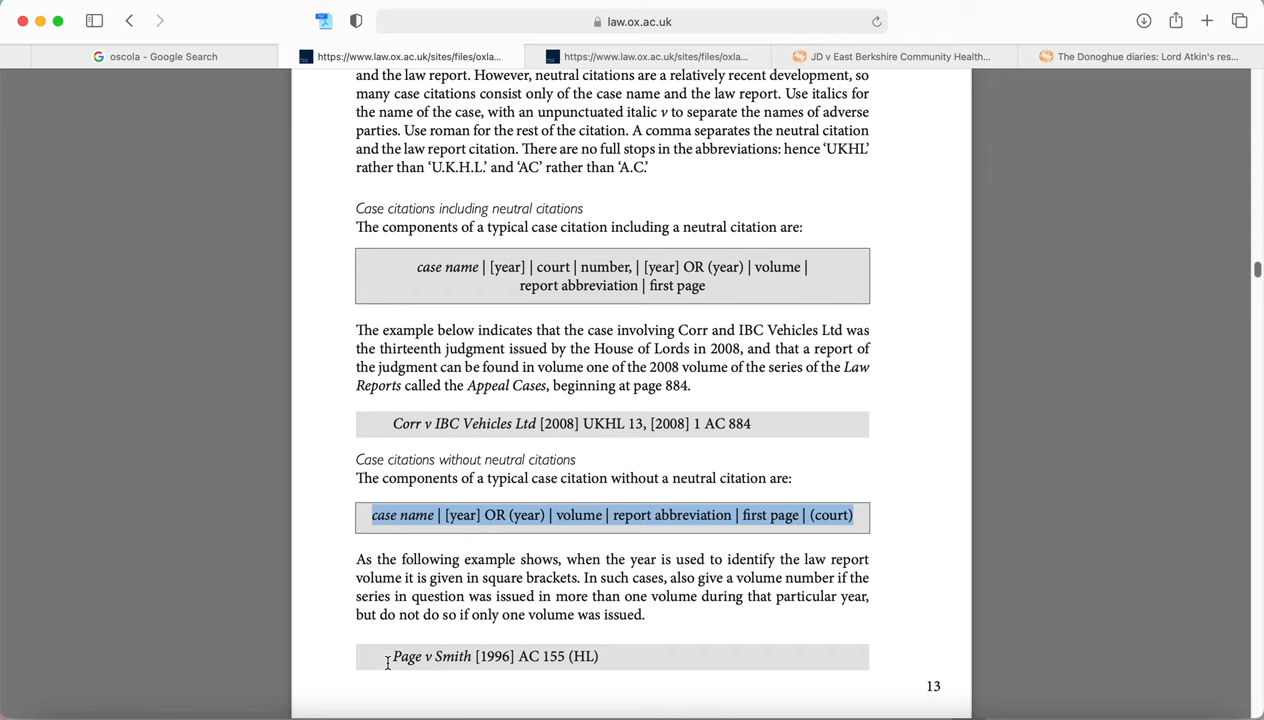 law.ox.ac.uk
oscola - Google Search
https://www.law.ox.ac.uk/sites/files/oxla...
https://www.law.ox.ac.uk/sites/files/oxla...
JD v East Berkshire Community Health...
The Donoghue diaries: Lord Atkin's res...
and the law report. However, neutral citations are a relatively recent development, so
many case citations consist only of the case name and the law report. Use italics for
the name of the case, with an unpunctuated italic v to separate the names of adverse
parties. Use roman for the rest of the citation. A comma separates the neutral citation
and the law report citation. There are no full stops in the abbreviations: hence ‘UKHL’
rather than ‘U.K.H.L.’ and ‘AC’ rather than ‘A.C.’
Case citations including neutral citations
The components of a typical case citation including a neutral citation are:
case name | [year] | court | number, | [year] OR (year) | volume |
report abbreviation | first page
The example below indicates that the case involving Corr and IBC Vehicles Ltd was
the thirteenth judgment issued by the House of Lords in 2008, and that a report of
the judgment can be found in volume one of the 2008 volume of the series of the Law
Reports called the Appeal Cases, beginning at page 884.
Corr v IBC Vehicles Ltd [2008] UKHL 13, [2008] 1 AC 884
Case citations without neutral citations
The components of a typical case citation without a neutral citation are:
case name | [year] OR (year) | volume | report abbreviation | first page | (court)
As the following example shows, when the year is used to identify the law report
volume it is given in square brackets. In such cases, also give a volume number if the
series in question was issued in more than one volume during that particular year,
but do not do so if only one volume was issued.
Page v Smith [1996] AC 155 (HL)
13